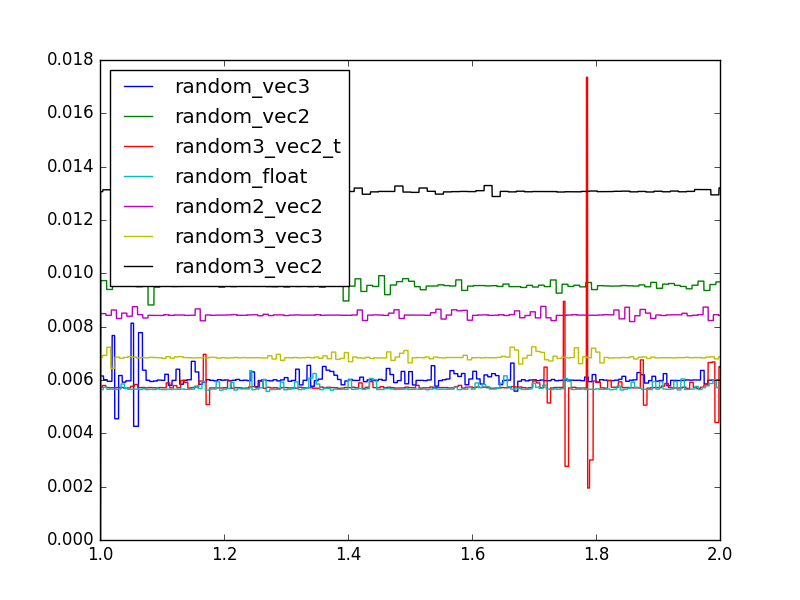 0.018
0.016
0.014
0.012
0.010
0.008
0.006
0.004
0.002
0.000
random_vec3
random_vec2
random3_vec2_t
random_float
random2_vec2
random3_vec3
random3_vec2
1.0 1.2 1.4 1.6 1.8 2.0